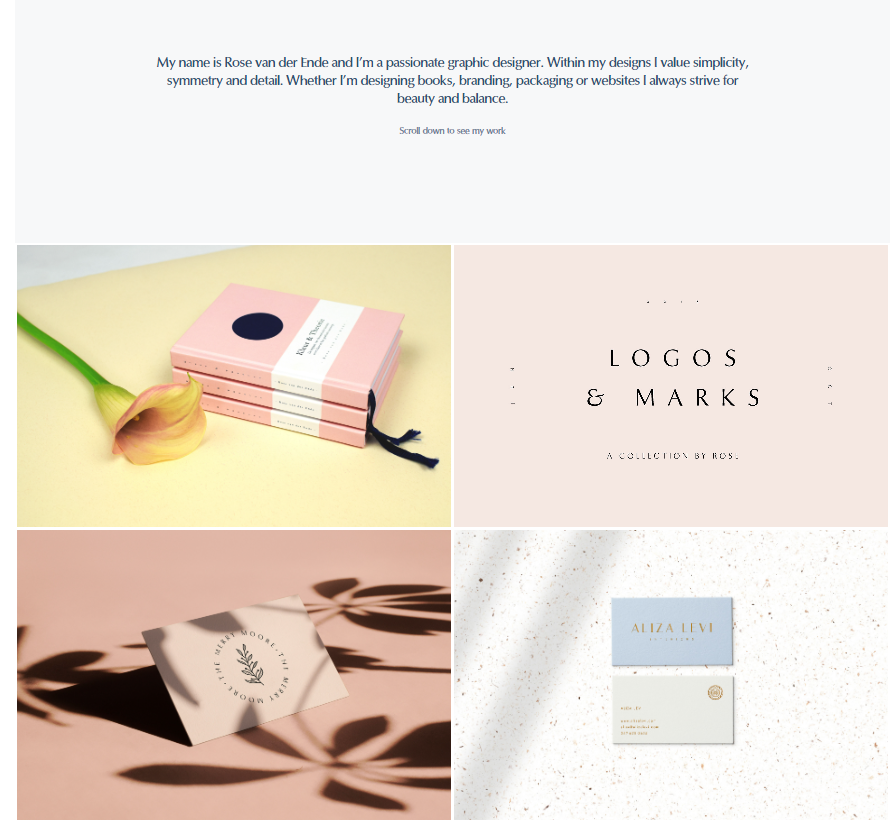 My name is Rose van der Ende and I'm a passionate graphic designer. Within my designs I value simplicity,
symmetry and detail. Whether I'm designing books, branding, packaging or websites I always strive for
beauty and balance.
Scroll down to see my work
LOGOS
& MARKS
A COLLECTION BY ROSE
THE MERRY MOORE • THE MERRY MOORE •
ALIZA LEVI